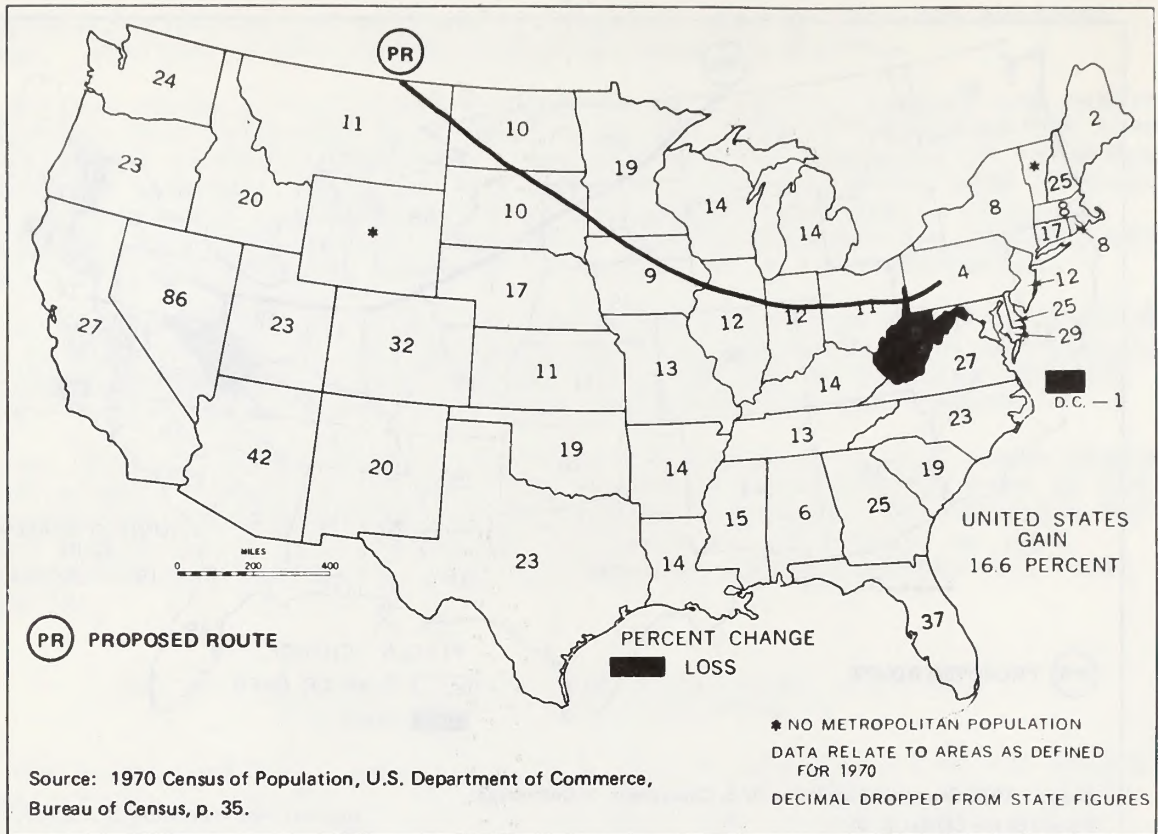 PR
24
11
10
2
23
19
20
10
14
*
25
8
14
8
*
17
8
9
4
86
17
12
27
23
12
12
11
25
32
29
11
13
14
27
D.C. — 1
13
23
42
20
19
14
19
15
6
25
UNITED STATES
GAIN
16.6 PERCENT
MILES
0 200 400
23
14
37
PR PROPOSED ROUTE
PERCENT CHANGE
LOSS
* NO METROPOLITAN POPULATION
DATA RELATE TO AREAS AS DEFINED
FOR 1970
DECIMAL DROPPED FROM STATE FIGURES
Source: 1970 Census of Population, U.S. Department of Commerce,
Bureau of Census, p. 35.